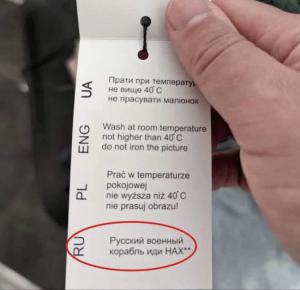 UA
Прати при температурі
не вище 40°C
не прасувати малюнок
ENG
Wash at room temperature
not higher than 40°C
do not iron the picture
PL
Prać w temperaturze
pokojowej
nie wyższa niż 40°C
nie prasuj obrazu!
RU
Русский военный
корабль иди НАХ**